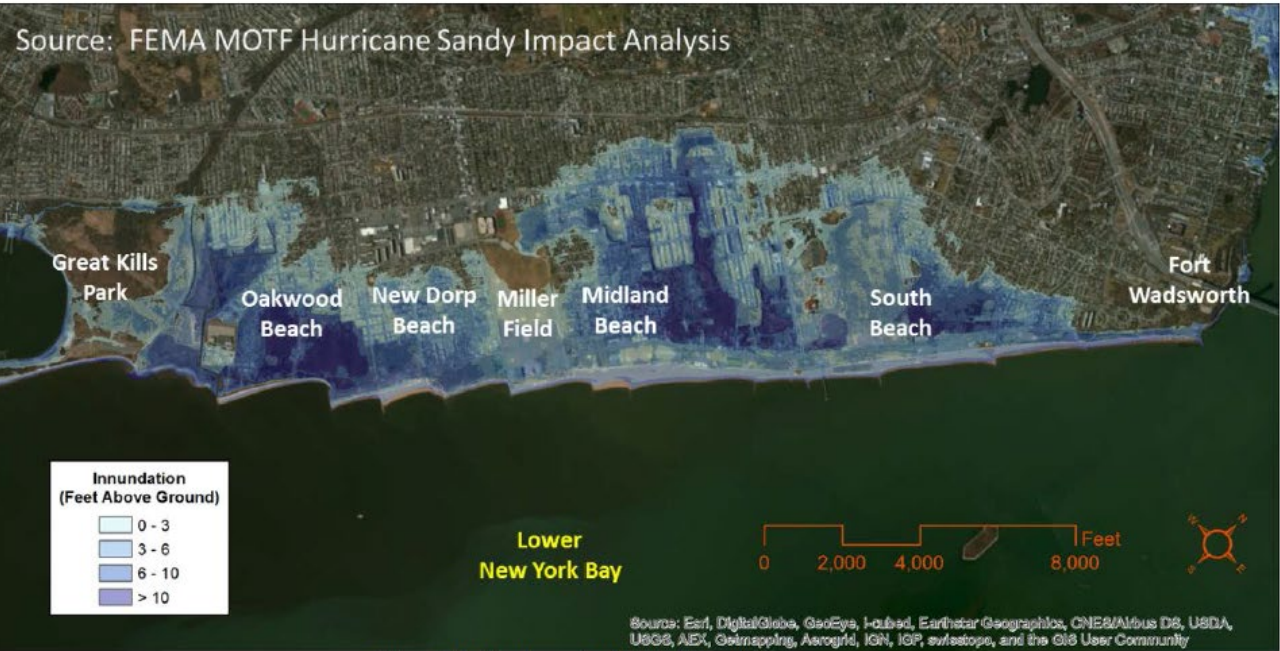 Source: FEMA MOTF Hurricane Sandy Impact Analysis
Great Kills
Park
Oakwood
Beach
New Dorp
Beach
Miller
Field
Midland
Beach
South
Beach
Fort
Wadsworth
Innundation
(Feet Above Ground)
0 - 3
3 - 6
6 - 10
> 10
Lower
New York Bay
Feet
0 2,000 4,000 8,000
W N
S E
Source: Esri, DigitalGlobe, GeoEye, i-cubed, Earthstar Geographics, CNES/Airbus DS, USDA,
USGS, AEX, Getmapping, Aerogrid, IGN, IGP, swisstopo, and the GIS User Community